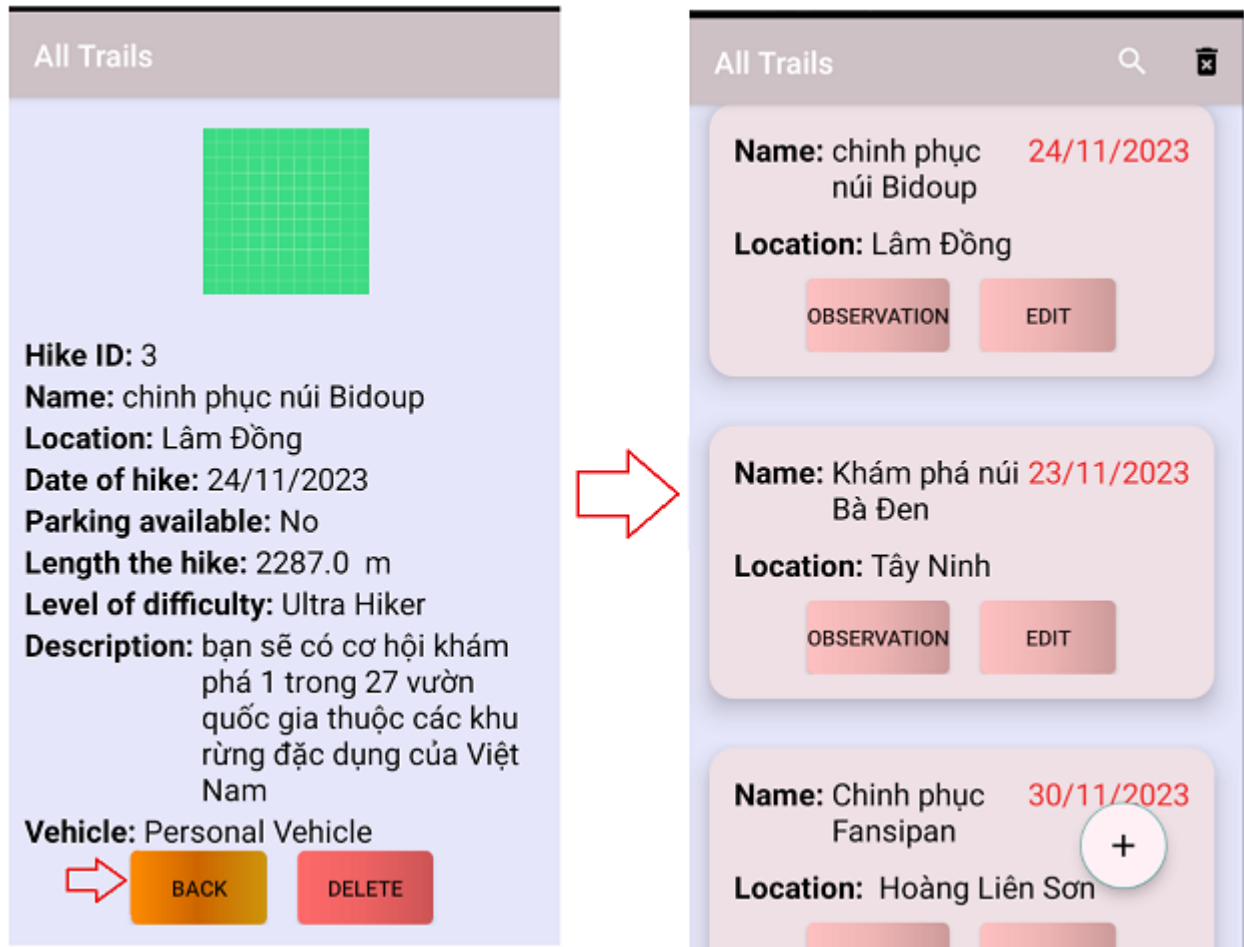 All Trails
Hike ID: 3
Name: chinh phục núi Bidoup
Location: Lâm Đồng
Date of hike: 24/11/2023
Parking available: No
Length the hike: 2287.0 m
Level of difficulty: Ultra Hiker
Description: bạn sẽ có cơ hội khám
phá 1 trong 27 vườn
quốc gia thuộc các khu
rừng đặc dụng của Việt
Nam
Vehicle: Personal Vehicle
BACK DELETE
All Trails
Name: chinh phục 24/11/2023
núi Bidoup
Location: Lâm Đồng
OBSERVATION EDIT
Name: Khám phá núi 23/11/2023
Bà Đen
Location: Tây Ninh
OBSERVATION EDIT
Name: Chinh phục 30/11/2023
Fansipan
+
Location: Hoàng Liên Sơn